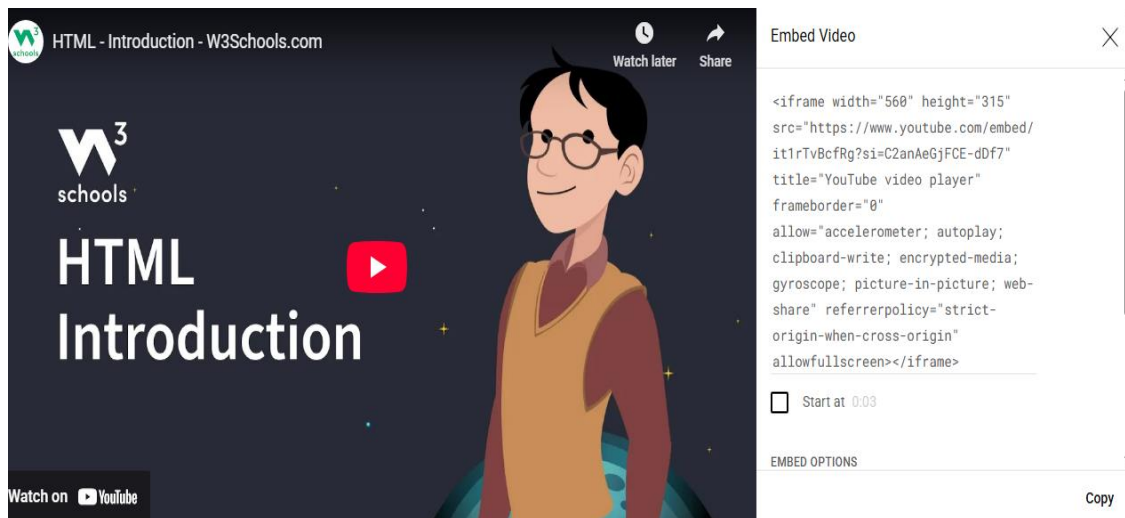 HTML - Introduction - W3Schools.com
Watch later
Share
W3
schools
W3
schools
HTML
Introduction
Watch on YouTube
Embed Video
<iframe width="560" height="315"
src="https://www.youtube.com/embed/
it1rTvBcfRg?si=C2anAeGjFCE-dDf7"
title="YouTube video player"
frameborder="0"
allow="accelerometer; autoplay;
clipboard-write; encrypted-media;
gyroscope; picture-in-picture; web-
share" referrerpolicy="strict-
origin-when-cross-origin"
allowfullscreen></iframe>
Start at 0:03
EMBED OPTIONS
Copy